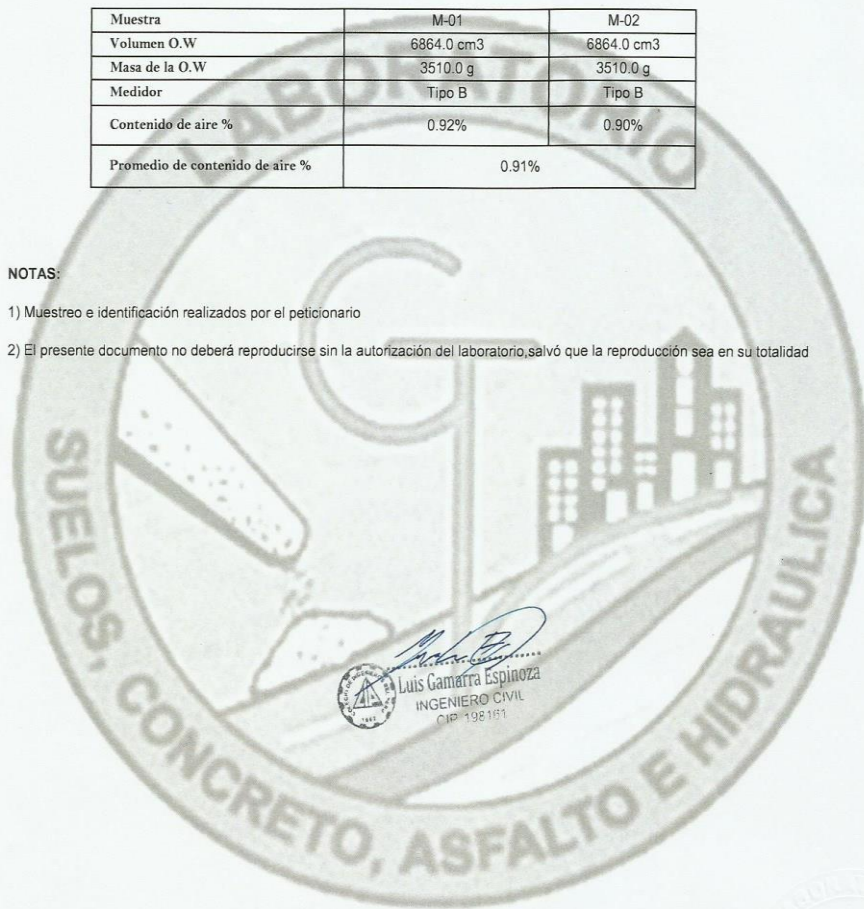 Muestra M-01 M-02
Volumen O.W 6864.0 cm3 6864.0 cm3
Masa de la O.W 3510.0 g 3510.0 g
Medidor Tipo B Tipo B
Contenido de aire % 0.92% 0.90%
Promedio de contenido de aire % 0.91%
LABORATORIO
NOTAS:
1) Muestreo e identificación realizados por el peticionario
2) El presente documento no deberá reproducirse sin la autorización del laboratorio,salvó que la reproducción sea en su totalidad
GT
SUELOS, CONCRETO, ASFALTO E HIDRAULICA
Luis Gamarra Espinoza
INGENIERO CIVIL
CIP 198161